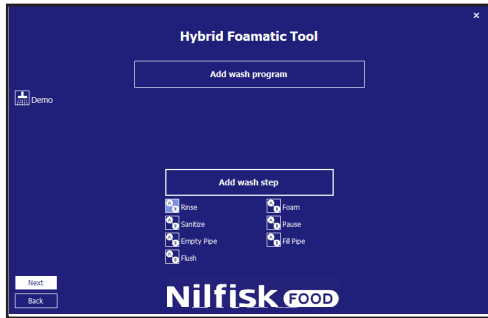 ×
Hybrid Foamatic Tool
Add wash program
Demo
Add wash step
Rinse
Foam
Sanitize
Pause
Empty Pipe
Fill Pipe
Flush
Next
Back
Nilfisk FOOD